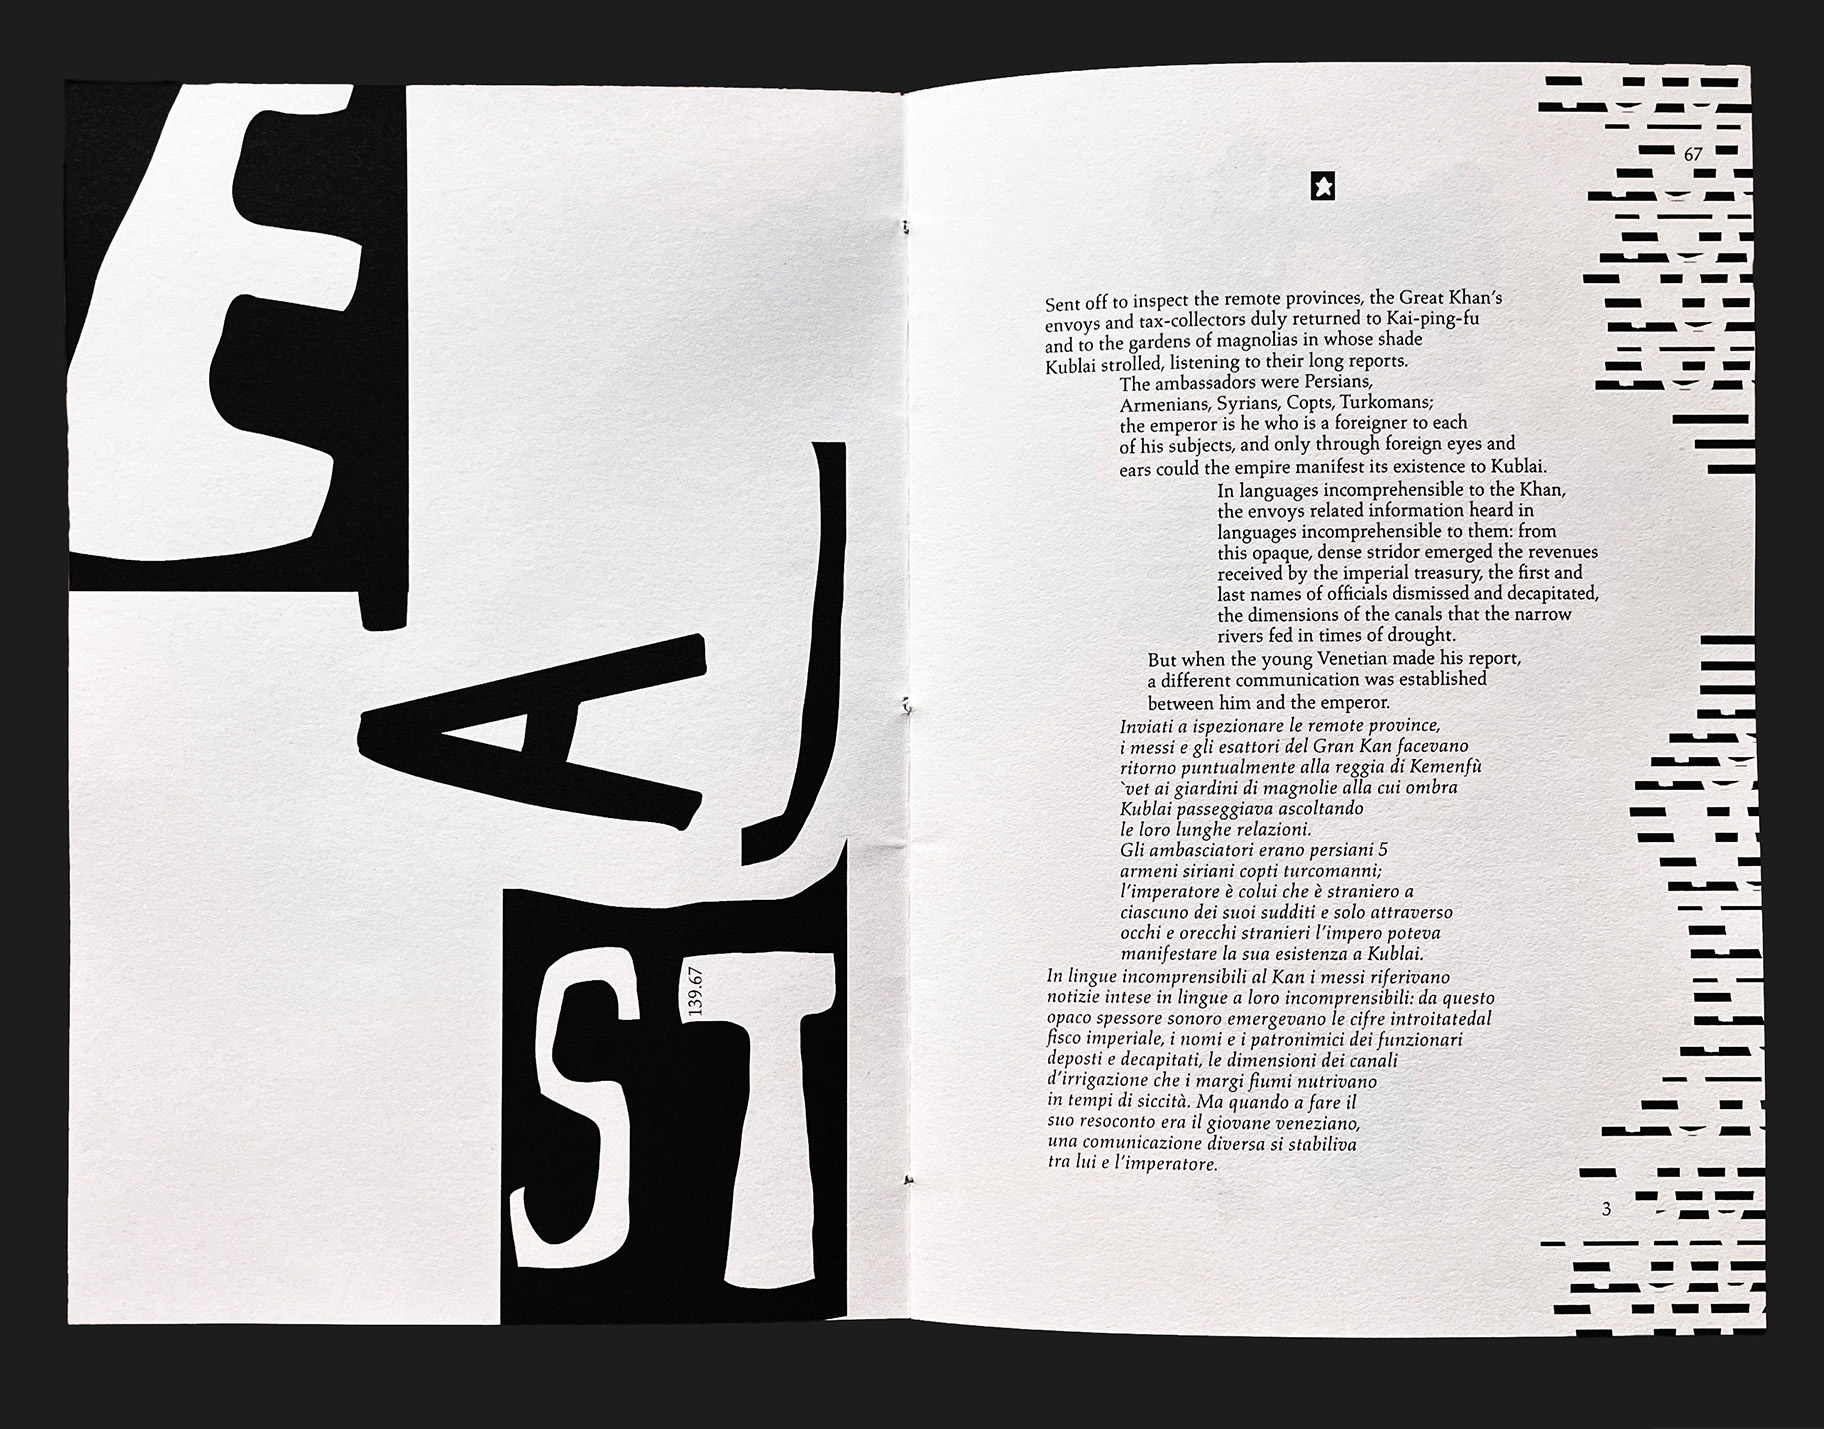 E
A
ST
139.67
67
Sent off to inspect the remote provinces, the Great Khan's
envoys and tax-collectors duly returned to Kai-ping-fu
and to the gardens of magnolias in whose shade
Kublai strolled, listening to their long reports.
The ambassadors were Persians,
Armenians, Syrians, Copts, Turkomans;
the emperor is he who is a foreigner to each
of his subjects, and only through foreign eyes and
ears could the empire manifest its existence to Kublai.
In languages incomprehensible to the Khan,
the envoys related information heard in
languages incomprehensible to them: from
this opaque, dense stridor emerged the revenues
received by the imperial treasury, the first and
last names of officials dismissed and decapitated,
the dimensions of the canals that the narrow
rivers fed in times of drought.
But when the young Venetian made his report,
a different communication was established
between him and the emperor.
Inviati a ispezionare le remote province,
i messi e gli esattori del Gran Kan facevano
ritorno puntualmente alla reggia di Kemenfù
`vet ai giardini di magnolie alla cui ombra
Kublai passeggiava ascoltando
le loro lunghe relazioni.
Gli ambasciatori erano persiani 5
armeni siriani copti turcomanni;
l'imperatore è colui che è straniero a
ciascuno dei suoi sudditi e solo attraverso
occhi e orecchi stranieri l'impero poteva
manifestare la sua esistenza a Kublai.
In lingue incomprensibili al Kan i messi riferivano
notizie intese in lingue a loro incomprensibili: da questo
opaco spessore sonoro emergevano le cifre introitatedal
fisco imperiale, i nomi e i patronimici dei funzionari
deposti e decapitati, le dimensioni dei canali
d'irrigazione che i margi fiumi nutrivano
in tempi di siccità. Ma quando a fare il
suo resoconto era il giovane veneziano,
una comunicazione diversa si stabiliva
tra lui e l'imperatore.
3